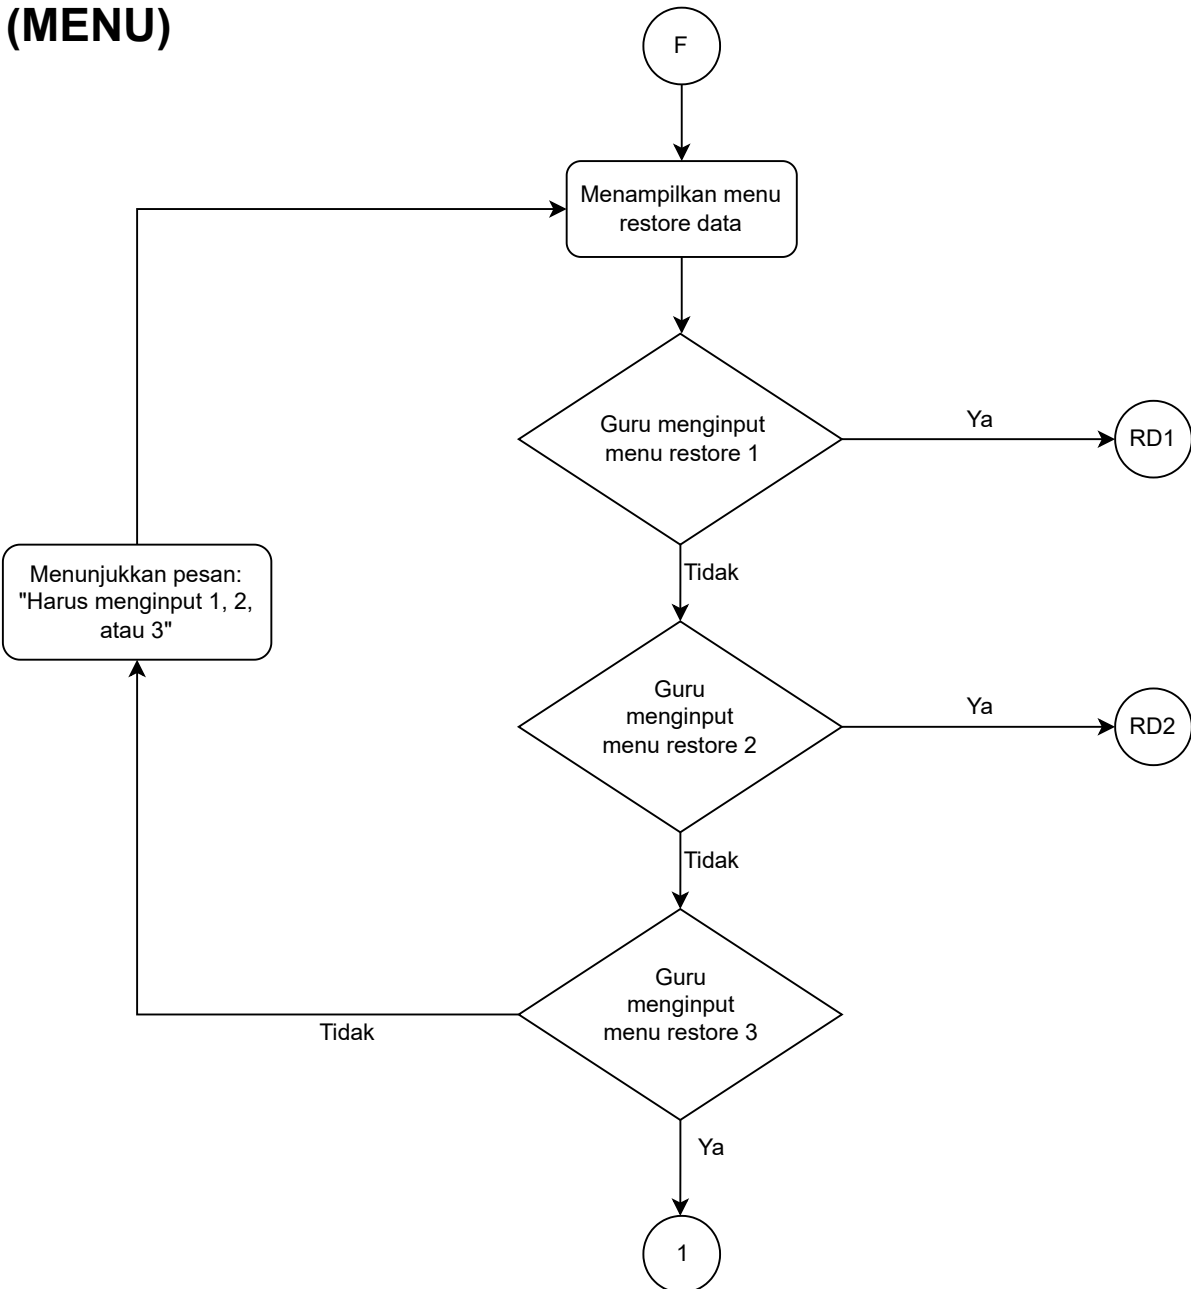 (MENU)
F
Menampilkan menu
restore data
Guru menginput
menu restore 1
Ya
RD1
Tidak
Menunjukkan pesan:
"Harus menginput 1, 2,
atau 3"
Guru
menginput
menu restore 2
Ya
RD2
Tidak
Guru
menginput
menu restore 3
Tidak
Ya
1